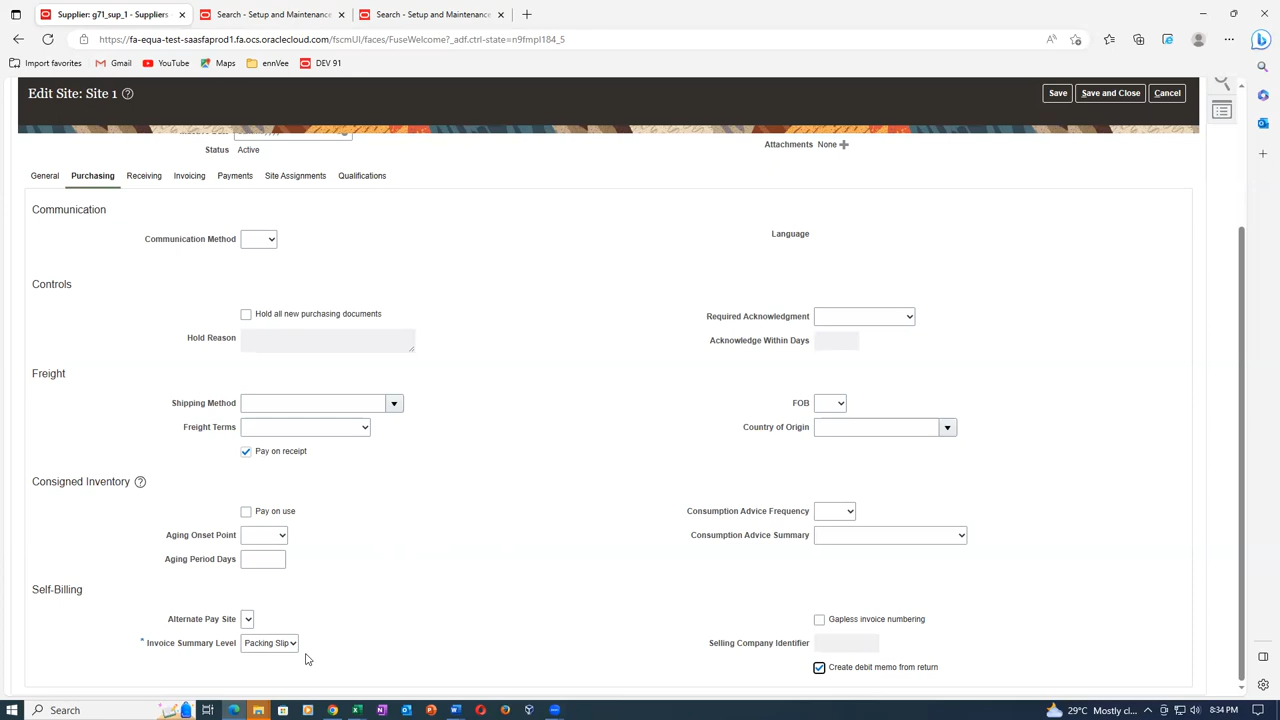 Supplier: g71_sup_1 - Suppliers
Search - Setup and Maintenance
Search - Setup and Maintenance
https://fa-equa-test-saasfaprod1.fa.ocs.oraclecloud.com/fscmUI/faces/FuseWelcome?_adf.ctrl-state=n9fmpl184_5
Import favorites
Gmail
YouTube
Maps
ennVee
DEV 91
Edit Site: Site 1
Save
Save and Close
Cancel
Status Active
Attachments None
General Purchasing Receiving Invoicing Payments Site Assignments Qualifications
Communication
Communication Method
Language
Controls
Hold all new purchasing documents
Required Acknowledgment
Hold Reason
Acknowledge Within Days
Freight
Shipping Method
FOB
Freight Terms
Country of Origin
Pay on receipt
Consigned Inventory
Pay on use
Consumption Advice Frequency
Aging Onset Point
Consumption Advice Summary
Aging Period Days
Self-Billing
Alternate Pay Site
Gapless invoice numbering
* Invoice Summary Level Packing Slip
Selling Company Identifier
Create debit memo from return
Search
29°C Mostly c...
8:34 PM